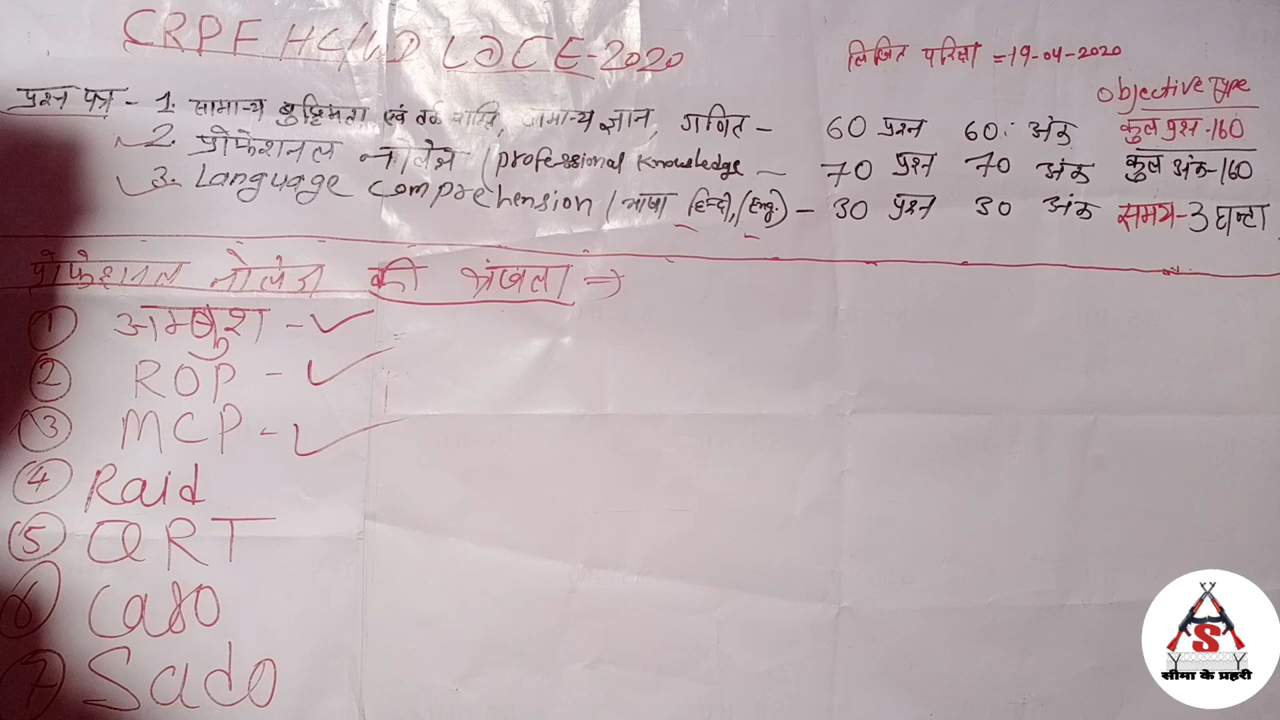 CRPF HC/GD LDCE-2020
लिखित परिक्षा =19-04-2020
Objective Type
प्रश्न पत्र - 1. सामान्य बुद्धिमता एवं तर्क शक्ति, सामान्य ज्ञान, गणित - 60 प्रश्न 60 अंक कुल प्रश्न-160
2. प्रोफेशनल नोलेज (professional Knowledge - 70 प्रश्न 70 अंक कुल अंक-160
3. Language comprehension (भाषा हिन्दी,(Eng.) - 30 प्रश्न 30 अंक समय-3 घन्टा
प्रोफेशनल नोलेज की श्रंखला ⇒
① अम्बुश - ✓
② ROP - ✓
③ MCP - ✓
④ Raid
⑤ QRT
⑥ Caso
⑦ Sado
S
सीमा के प्रहरी